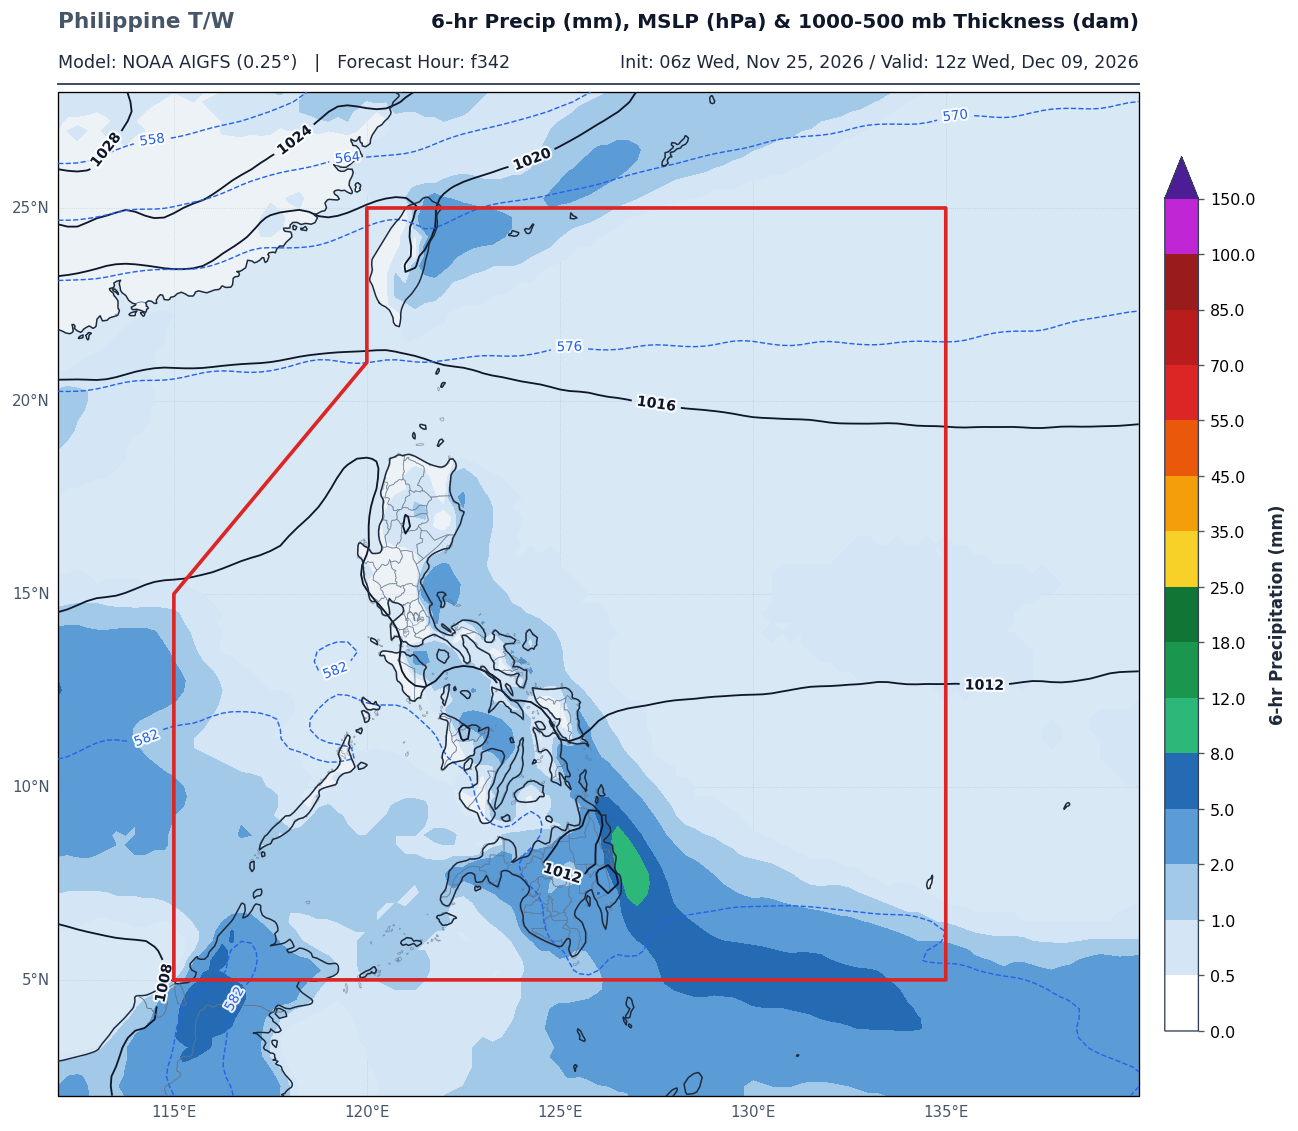 Philippine T/W
6-hr Precip (mm), MSLP (hPa) & 1000-500 mb Thickness (dam)
Model: NOAA AIGFS (0.25°) | Forecast Hour: f342
Init: 06z Wed, Nov 25, 2026 / Valid: 12z Wed, Dec 09, 2026
1028
558
1024
564
1020
570
25°N
576
20°N
1016
15°N
582
1012
582
10°N
1012
1008
582
5°N
115°E
120°E
125°E
130°E
135°E
150.0
100.0
85.0
70.0
55.0
45.0
35.0
25.0
18.0
12.0
8.0
5.0
2.0
1.0
0.5
0.0
6-hr Precipitation (mm)